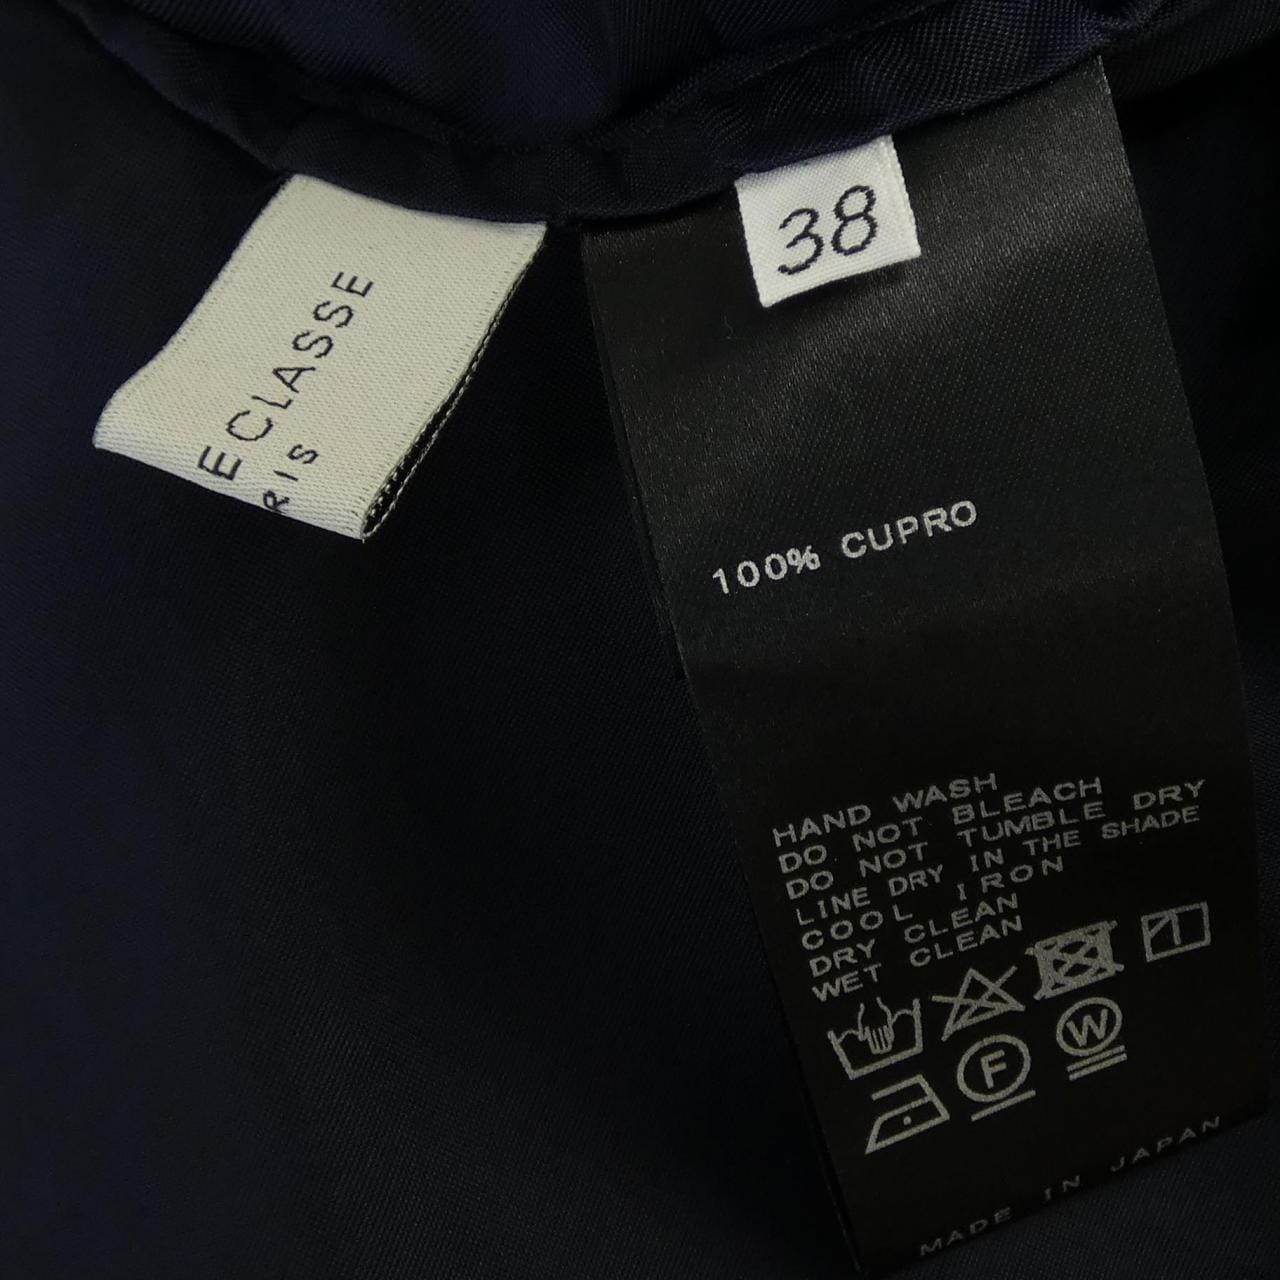 ECLASSE
RIS
38
100% CUPRO
HAND WASH
DO NOT BLEACH
DO NOT TUMBLE DRY
LINE DRY IN THE SHADE
COOL IRON
DRY CLEAN
WET CLEAN
F
W
MADE IN JAPAN